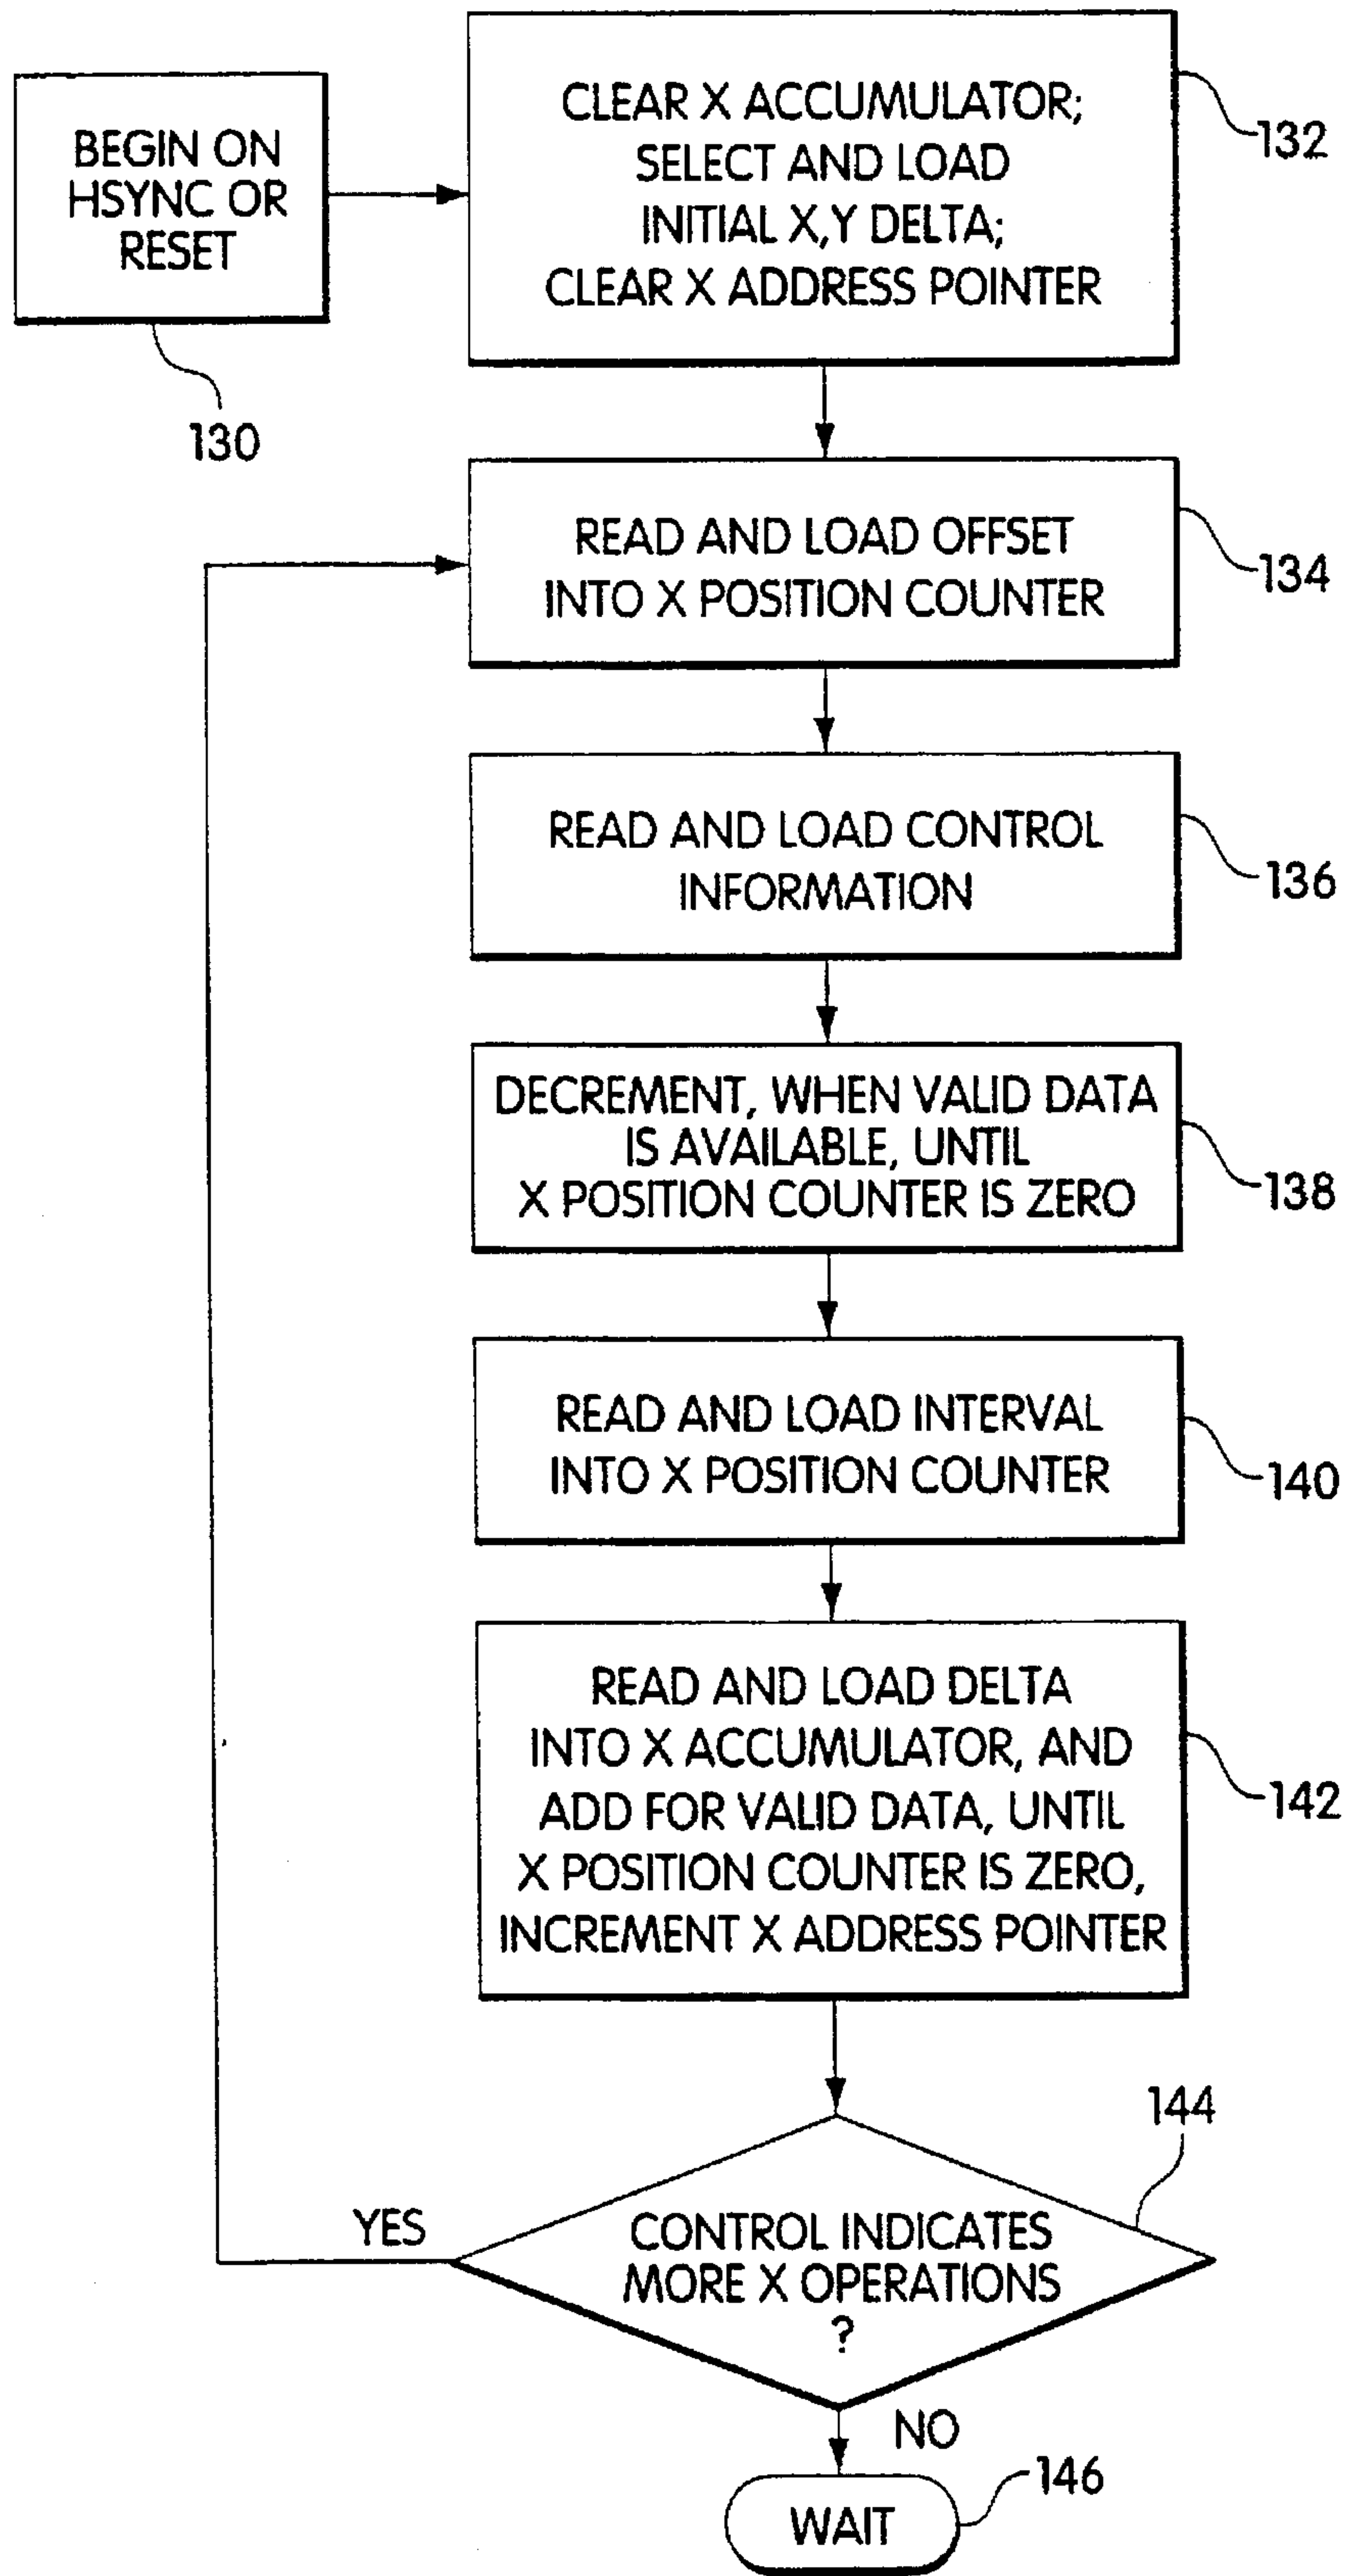 BEGIN ON
HSYNC OR
RESET
130
CLEAR X ACCUMULATOR;
SELECT AND LOAD
INITIAL X,Y DELTA;
CLEAR X ADDRESS POINTER
132
READ AND LOAD OFFSET
INTO X POSITION COUNTER
134
READ AND LOAD CONTROL
INFORMATION
136
DECREMENT, WHEN VALID DATA
IS AVAILABLE, UNTIL
X POSITION COUNTER IS ZERO
138
READ AND LOAD INTERVAL
INTO X POSITION COUNTER
140
READ AND LOAD DELTA
INTO X ACCUMULATOR, AND
ADD FOR VALID DATA, UNTIL
X POSITION COUNTER IS ZERO,
INCREMENT X ADDRESS POINTER
142
144
YES
CONTROL INDICATES
MORE X OPERATIONS
?
NO
WAIT
146